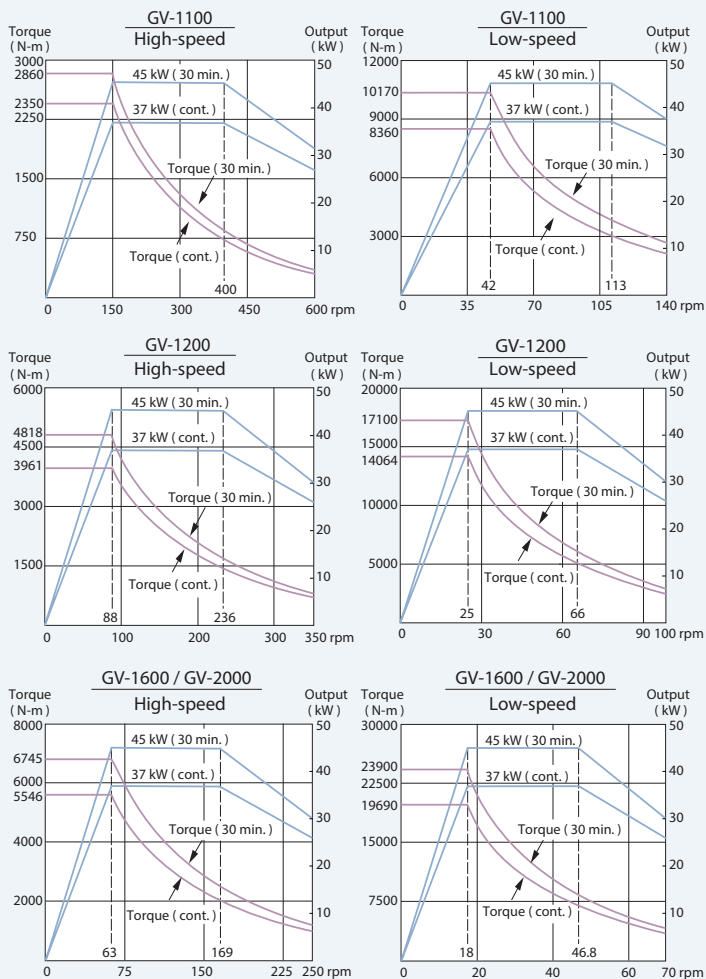 GV-1100
High-speed
Torque
(N-m)
Output
(kW)
3000
2860
2350
2250
1500
750
50
40
30
20
10
45 kW (30 min.)
37 kW (cont.)
Torque (30 min.)
Torque (cont.)
400
0
150
300
450
600 rpm
GV-1100
Low-speed
Torque
(N-m)
Output
(kW)
12000
10170
9000
8360
6000
3000
50
40
30
20
10
45 kW (30 min.)
37 kW (cont.)
Torque (30 min.)
Torque (cont.)
42
113
0
35
70
105
140 rpm
GV-1200
High-speed
Torque
(N-m)
Output
(kW)
6000
4818
4500
3961
3000
1500
50
40
30
20
10
45 kW (30 min.)
37 kW (cont.)
Torque (30 min.)
Torque (cont.)
88
236
0
100
200
300
350 rpm
GV-1200
Low-speed
Torque
(N-m)
Output
(kW)
20000
17100
15000
14064
10000
5000
50
40
30
20
10
45 kW (30 min.)
37 kW (cont.)
Torque (30 min.)
Torque (cont.)
25
66
0
30
60
90 100 rpm
GV-1600 / GV-2000
High-speed
Torque
(N-m)
Output
(kW)
8000
6745
6000
5546
4000
2000
50
40
30
20
10
45 kW (30 min.)
37 kW (cont.)
Torque (30 min.)
Torque (cont.)
63
169
0
75
150
225 250 rpm
GV-1600 / GV-2000
Low-speed
Torque
(N-m)
Output
(kW)
30000
23900
22500
19690
15000
7500
50
40
30
20
10
45 kW (30 min.)
37 kW (cont.)
Torque (30 min.)
Torque (cont.)
18
46.8
0
20
40
60
70 rpm